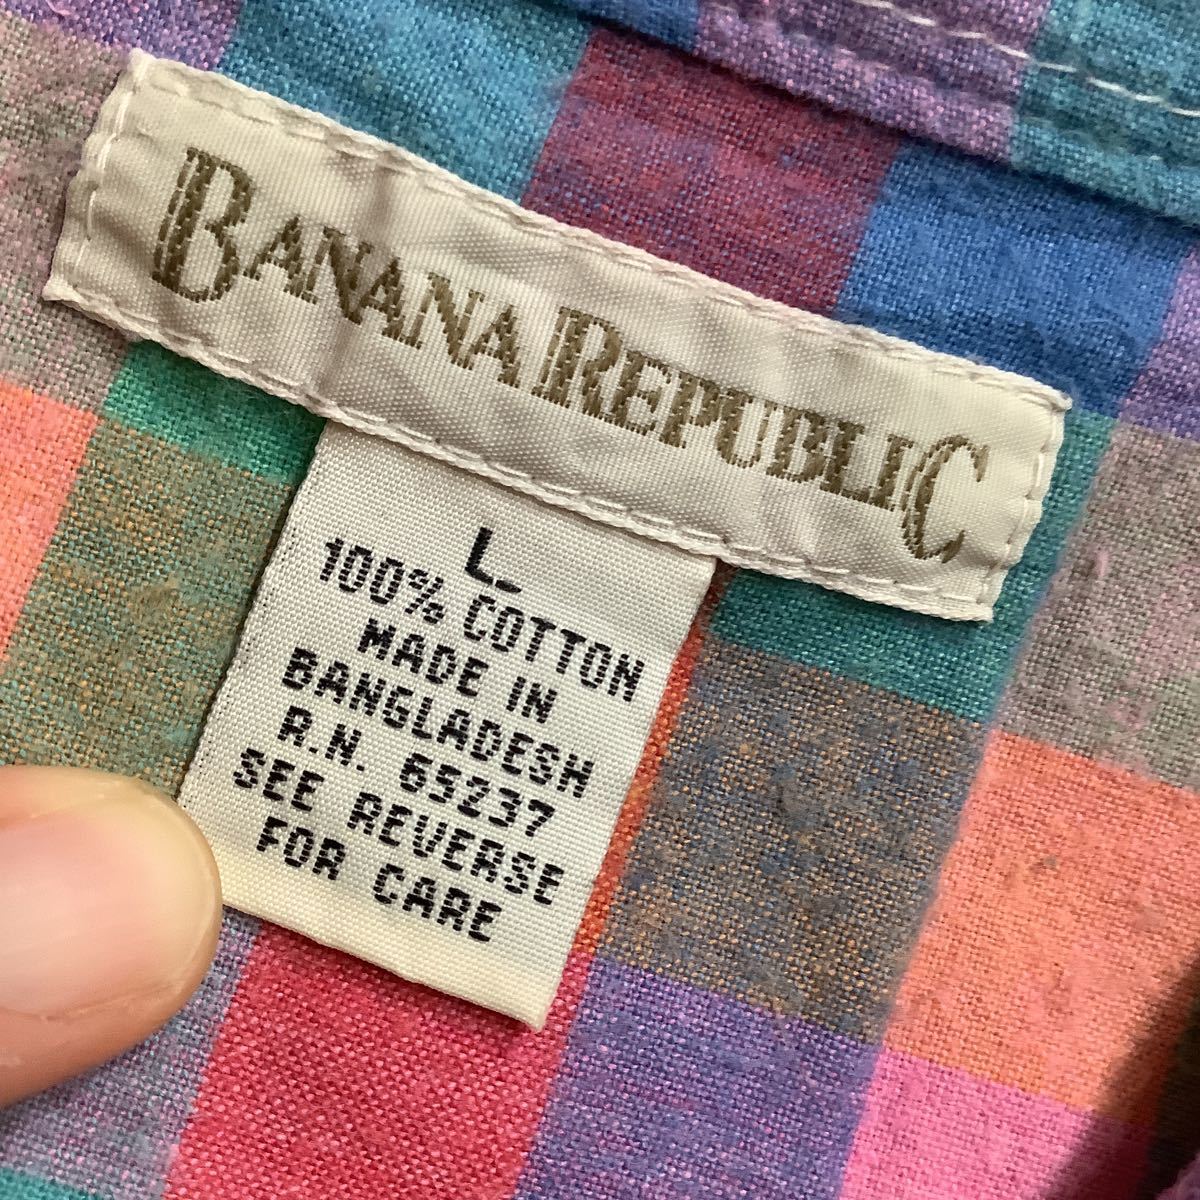 BANANA REPUBLIC
L
100% COTTON
MADE IN
BANGLADESH
R.N. 65237
SEE REVERSE
FOR CARE